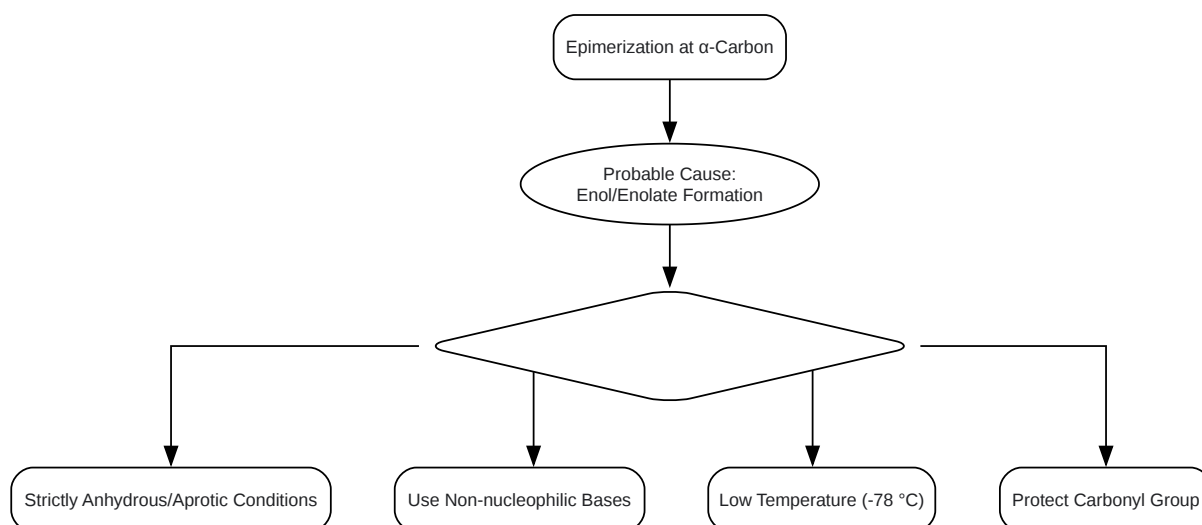 Epimerization at α-Carbon
Probable Cause:
Enol/Enolate Formation
Strictly Anhydrous/Aprotic Conditions
Use Non-nucleophilic Bases
Low Temperature (-78 °C)
Protect Carbonyl Group